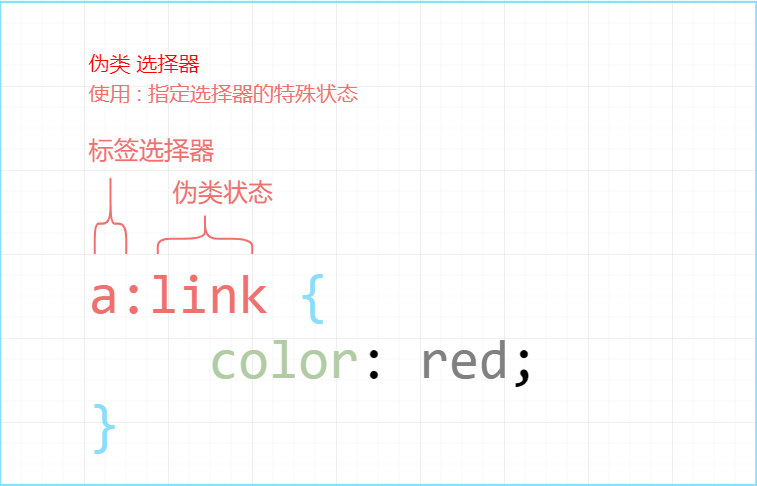 伪类 选择器
使用 : 指定选择器的特殊状态
标签选择器
伪类状态
a:link {
color: red;
}